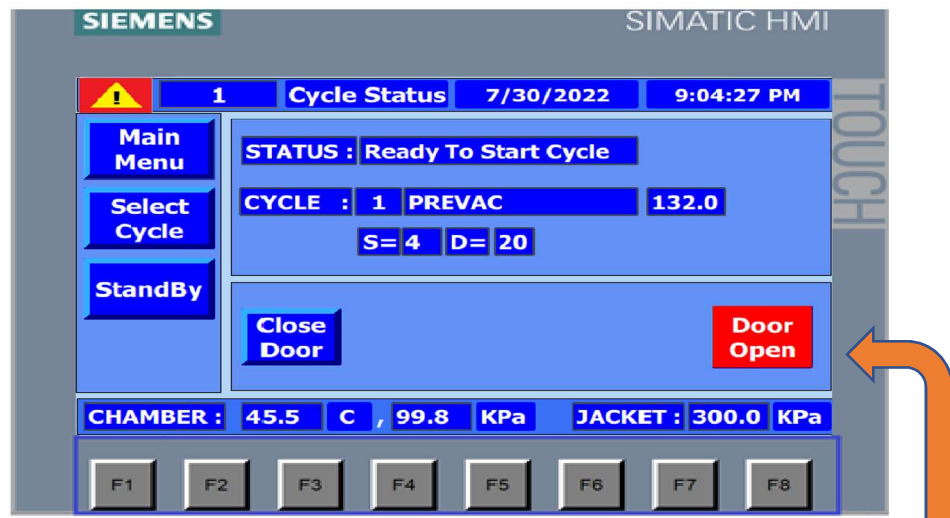 SIEMENS
SIMATIC HMI
TOUCH
! 1 Cycle Status 7/30/2022 9:04:27 PM
Main
Menu
Select
Cycle
StandBy
STATUS : Ready To Start Cycle
CYCLE : 1 PREVAC 132.0
S= 4 D= 20
Close
Door
Door
Open
CHAMBER : 45.5 C , 99.8 KPa JACKET : 300.0 KPa
F1 F2 F3 F4 F5 F6 F7 F8